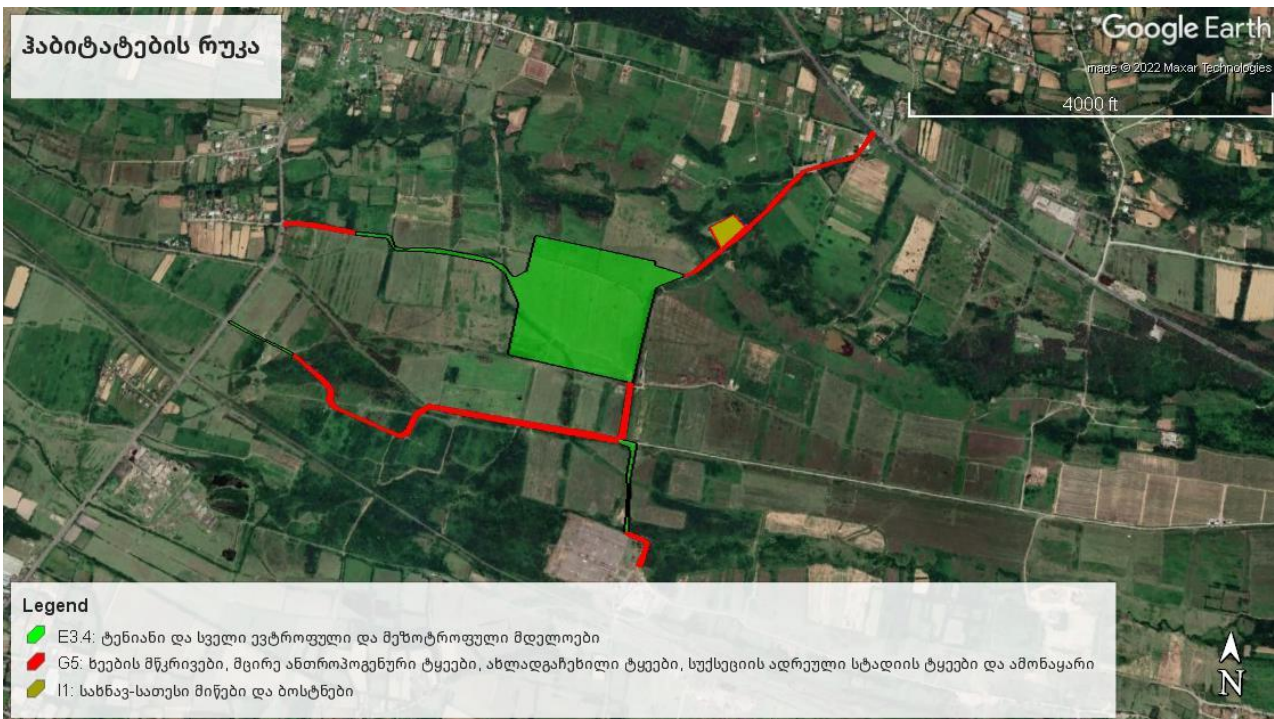 ჰაბიტატების რუკა
Google Earth
mage © 2022 Maxar Technologies
4000 ft
Legend
E3.4: ტენიანი და სველი ევტროფული და მეზოტროფული მდელოები
G5: ხეების მწკრივები, მცირე ანთროპოგენური ტყეები, ახლადგაჩეხილი ტყეები, სუქსეციის ადრეული სტადიის ტყეები და ამონაყარი
I1: სახნავ-სათესი მიწები და ბოსტნები
N